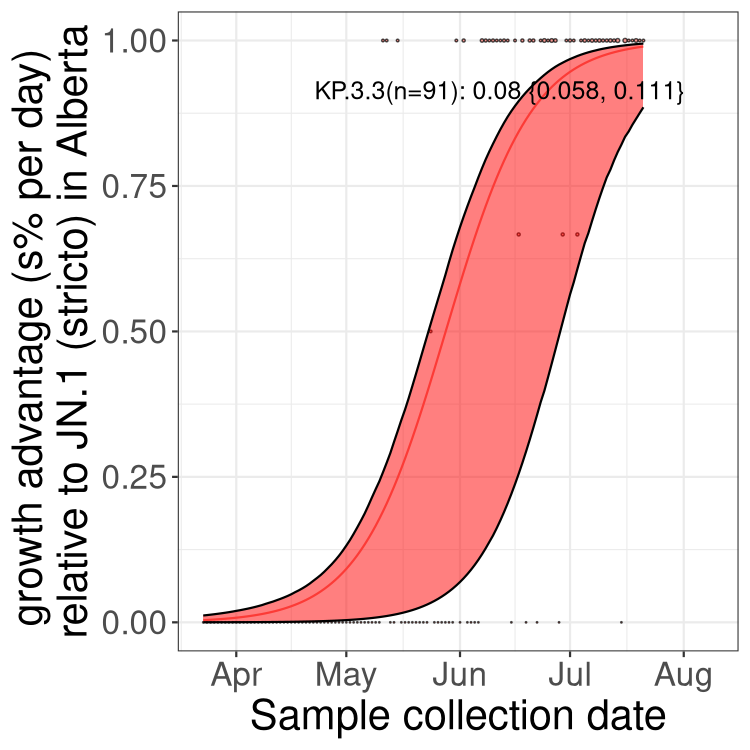 growth advantage (s% per day)
relative to JN.1 (stricto) in Alberta
1.00
0.75
0.50
0.25
0.00
KP.3.3(n=91): 0.08 {0.058, 0.111}
Apr May Jun Jul Aug
Sample collection date